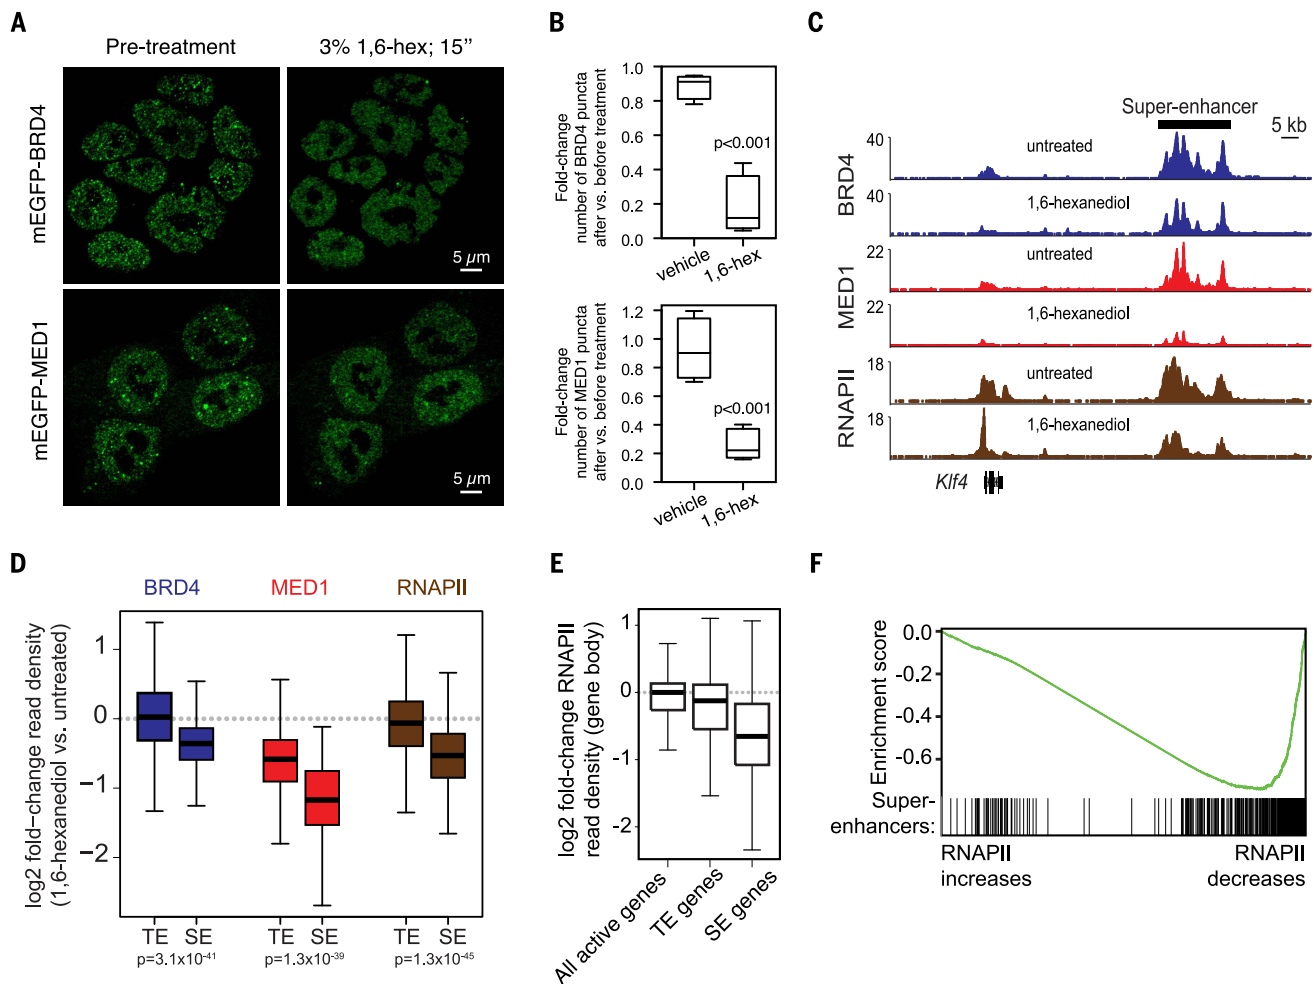 A
Pre-treatment
3% 1,6-hex; 15”
mEGFP-BRD4
5 µm
mEGFP-MED1
5 µm
B
Fold-change
number of BRD4 puncta
after vs. before treatment
1.0
0.8
0.6
0.4
0.2
0.0
p<0.001
vehicle
1,6-hex
Fold-change
number of MED1 puncta
after vs. before treatment
1.2
1.0
0.8
0.6
0.4
0.2
0.0
p<0.001
vehicle
1,6-hex
C
Super-enhancer
5 kb
BRD4
40
untreated
40
1,6-hexanediol
MED1
22
untreated
22
1,6-hexanediol
RNAPII
18
untreated
18
1,6-hexanediol
Klf4
D
BRD4 MED1 RNAPII
log2 fold−change read density
(1,6-hexanediol vs. untreated)
1
0
−1
−2
TE SE TE SE TE SE
p=3.1x10⁻⁴¹ p=1.3x10⁻³⁹ p=1.3x10⁻⁴⁵
E
log2 fold-change RNAPII
read density (gene body)
1
0
-1
-2
All active genes
TE genes
SE genes
F
Enrichment score
0.0
-0.2
-0.4
-0.6
Super-
enhancers:
RNAPII
increases
RNAPII
decreases